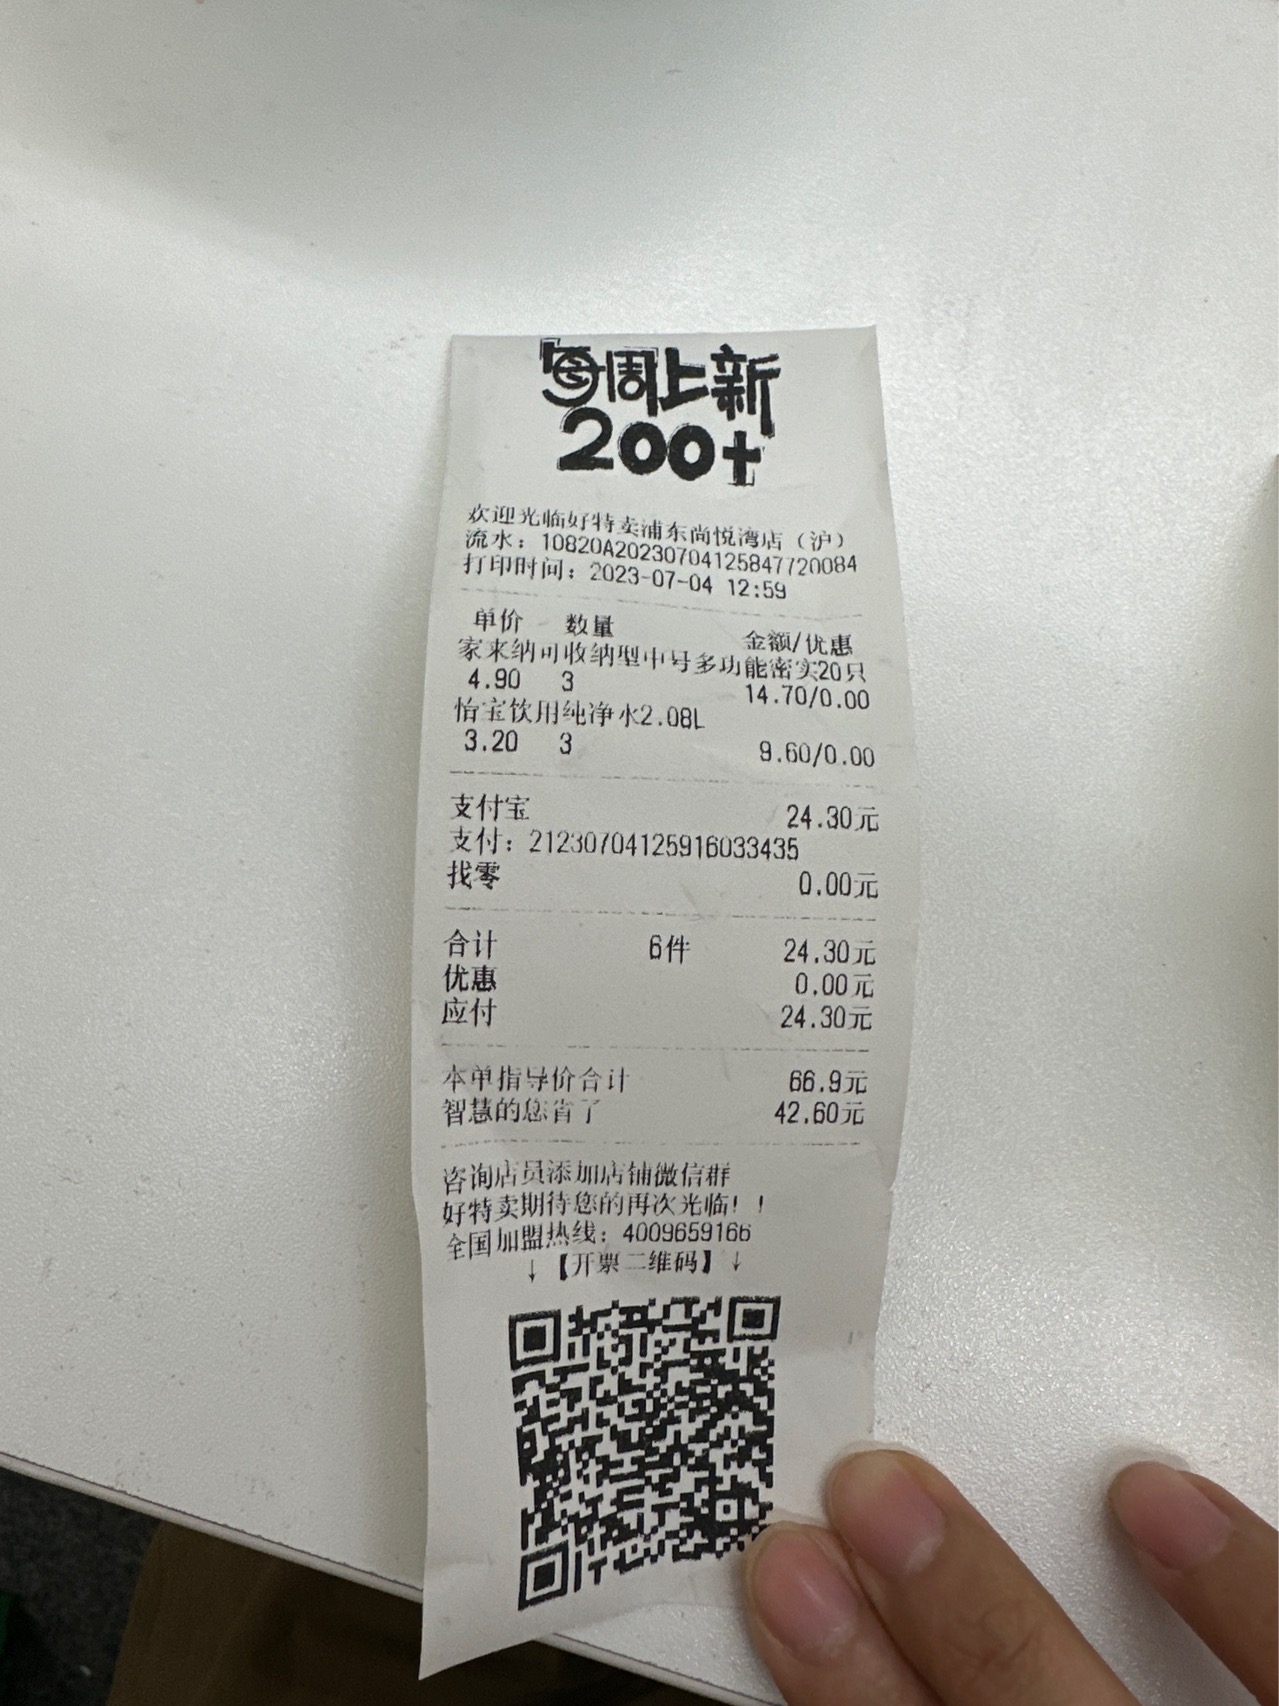 每周上新
200+
欢迎光临好特卖浦东尚悦湾店（沪）
流水：10820A20230704125847720084
打印时间：2023-07-04 12:59
单价 数量 金额/优惠
家来纳可收纳型中号多功能密实20只
4.90 3 14.70/0.00
怡宝饮用纯净水2.08L
3.20 3 9.60/0.00
支付宝 24.30元
支付：21230704125916033435
找零 0.00元
合计 6件 24.30元
优惠 0.00元
应付 24.30元
本单指导价合计 66.9元
智慧的您省了 42.60元
咨询店员添加店铺微信群
好特卖期待您的再次光临！！
全国加盟热线：4009659166
↓【开票二维码】↓